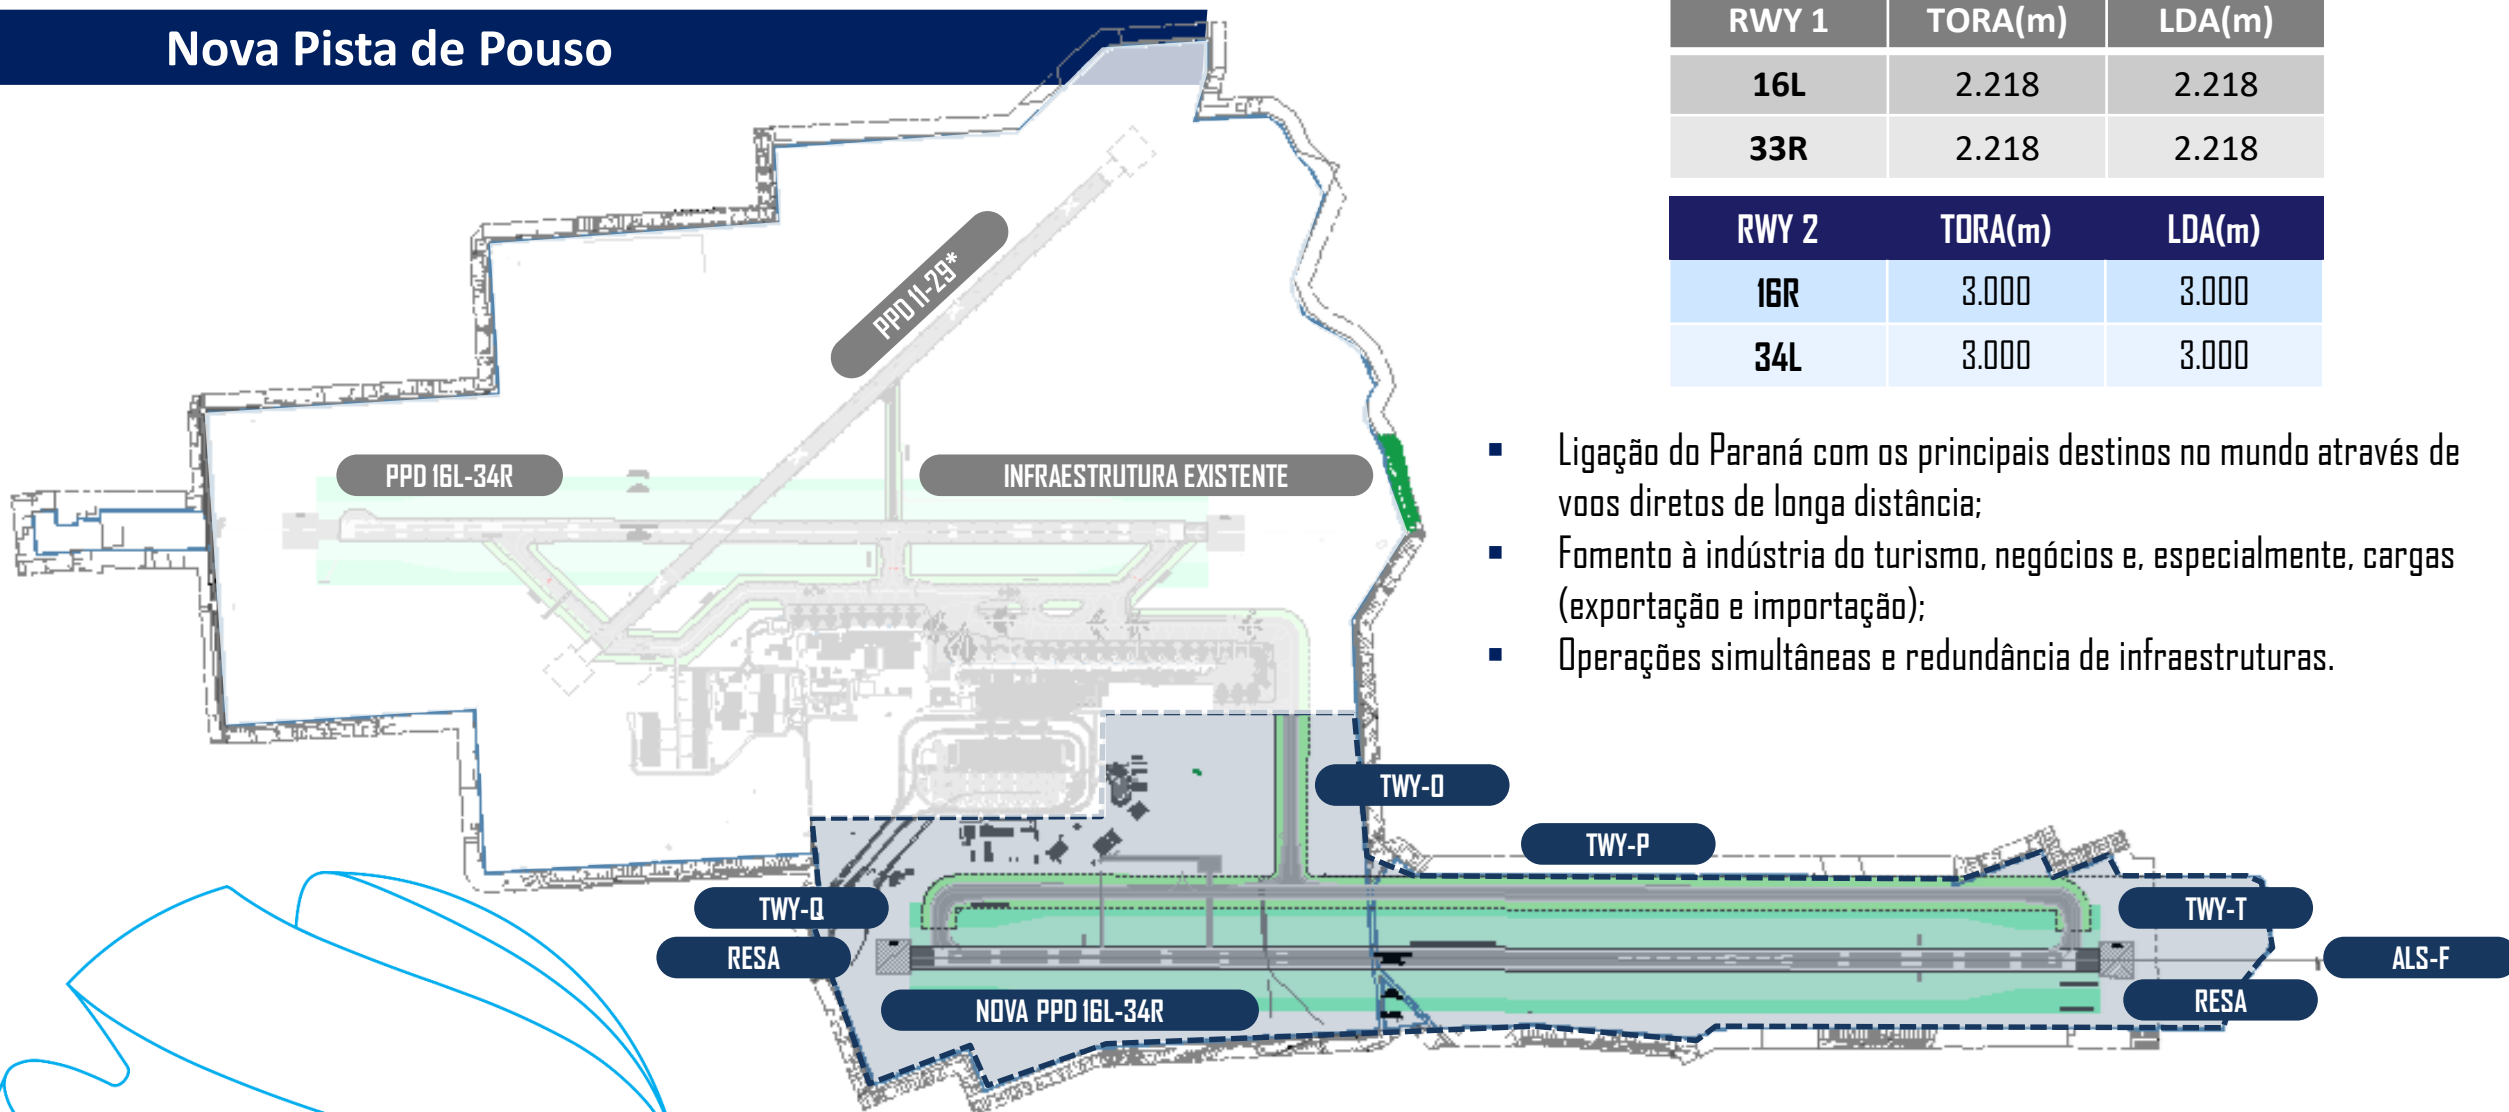 Nova Pista de Pouso
RWY 1 TORA(m) LDA(m)
16L 2.218 2.218
33R 2.218 2.218
RWY 2 TORA(m) LDA(m)
16R 3.000 3.000
34L 3.000 3.000
PPD 11-29*
PPD 16L-34R
INFRAESTRUTURA EXISTENTE
▪ Ligação do Paraná com os principais destinos no mundo através de
voos diretos de longa distância;
▪ Fomento à indústria do turismo, negócios e, especialmente, cargas
(exportação e importação);
▪ Operações simultâneas e redundância de infraestruturas.
TWY-O
TWY-P
TWY-Q
TWY-T
RESA
ALS-F
NOVA PPD 16L-34R
RESA